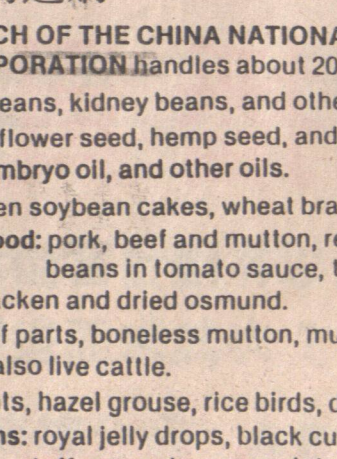 CH OF THE CHINA NATIONA
PORATION handles about 20
eans, kidney beans, and othe
flower seed, hemp seed, and
mbryo oil, and other oils.
en soybean cakes, wheat bra
ood: pork, beef and mutton, re
beans in tomato sauce, t
cken and dried osmund.
f parts, boneless mutton, mu
also live cattle.
ts, hazel grouse, rice birds,
ns: royal jelly drops, black cu